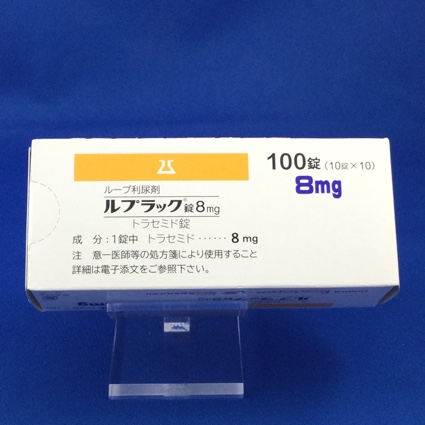 100錠(10錠×10)
8mg
ループ利尿剤
ルプラック®錠8mg
トラセミド錠
成 分:1錠中 トラセミド……8mg
注 意-医師等の処方箋により使用すること
詳細は電子添文をご参照下さい。